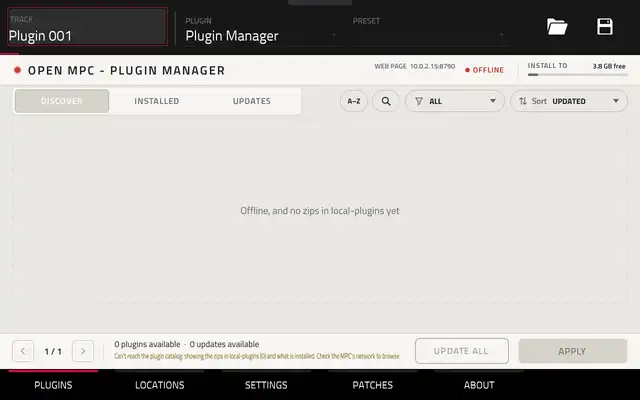 TRACK
Plugin 001
PLUGIN
Plugin Manager
PRESET
OPEN MPC - PLUGIN MANAGER
WEB PAGE 10.0.2.15:8790
OFFLINE
INSTALL TO
3.8 GB free
DISCOVER
INSTALLED
UPDATES
A–Z
ALL
Sort UPDATED
Offline, and no zips in local-plugins yet
1 / 1
0 plugins available · 0 updates available
Can't reach the plugin catalog: showing the zips in local-plugins (0) and what is installed. Check the MPC's network to browse
UPDATE ALL
APPLY
PLUGINS
LOCATIONS
SETTINGS
PATCHES
ABOUT